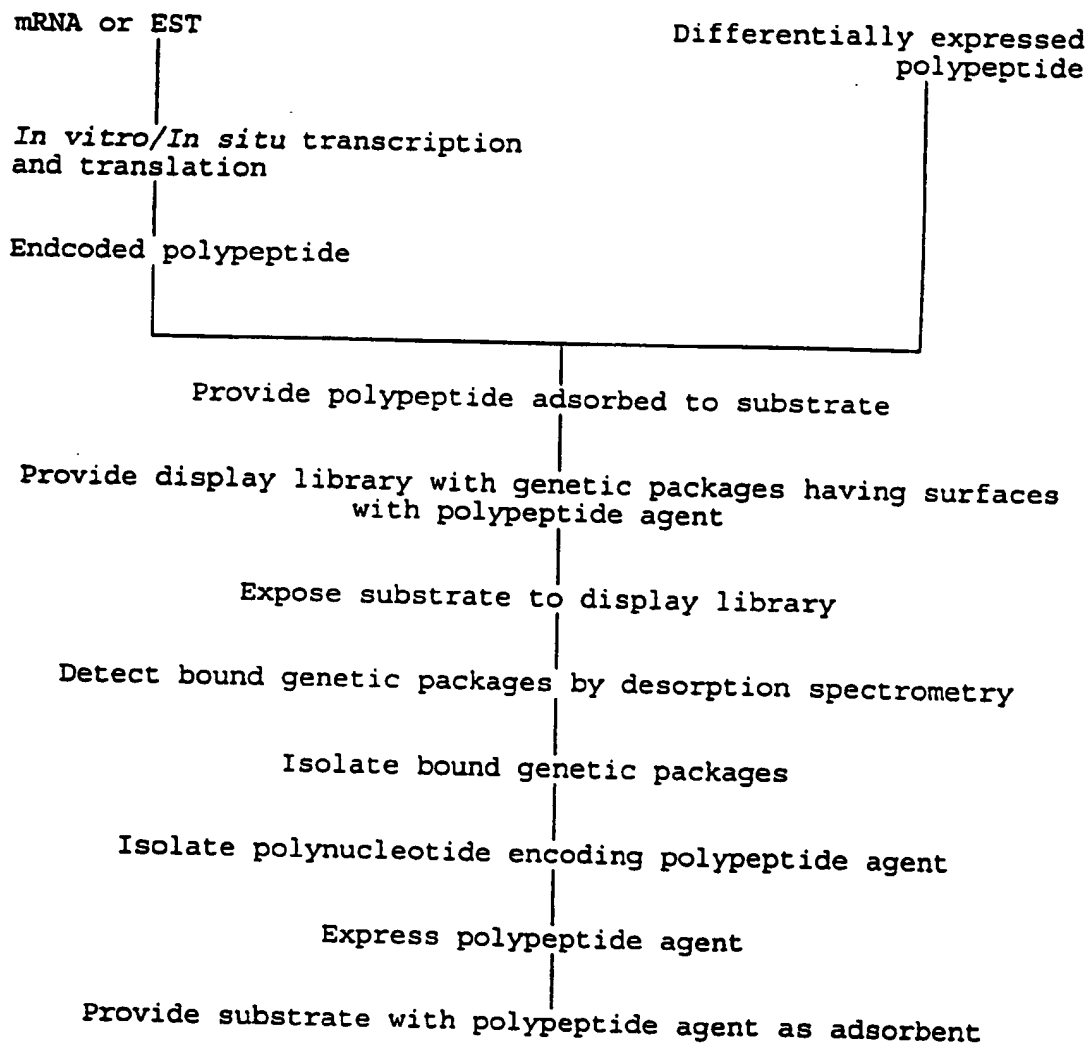 mRNA or EST
Differentially expressed
polypeptide
In vitro/In situ transcription
and translation
Endcoded polypeptide
Provide polypeptide adsorbed to substrate
Provide display library with genetic packages having surfaces
with polypeptide agent
Expose substrate to display library
Detect bound genetic packages by desorption spectrometry
Isolate bound genetic packages
Isolate polynucleotide encoding polypeptide agent
Express polypeptide agent
Provide substrate with polypeptide agent as adsorbent